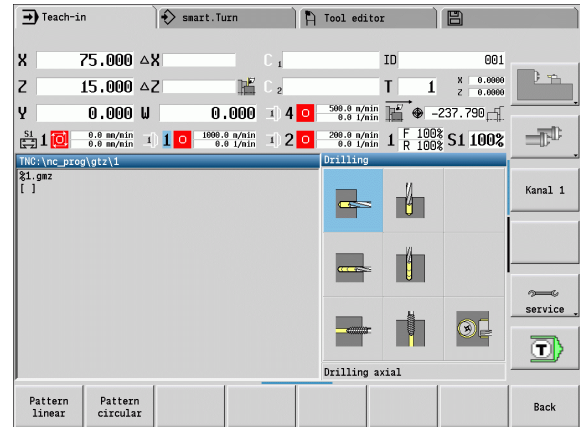 Teach-in
smart.Turn
Tool editor
X 75.000 △X C 1 ID 001
Z 15.000 △Z C 2 T 1 X 0.0000
Z 0.0000
Y 0.000 U 0.000 4 500.0 m/min
0.0 1/min -237.790
S1 1 0.0 mm/min
0.0 mm/min 1 1000.0 m/min
0.0 1/min 2 200.0 m/min
0.0 1/min 1 F 100%
R 100% S1 100%
TNC:\nc_prog\gtz\1
%1.gmz
[ ]
Drilling
Drilling axial
Kanal 1
service
T
Pattern
linear
Pattern
circular
Back